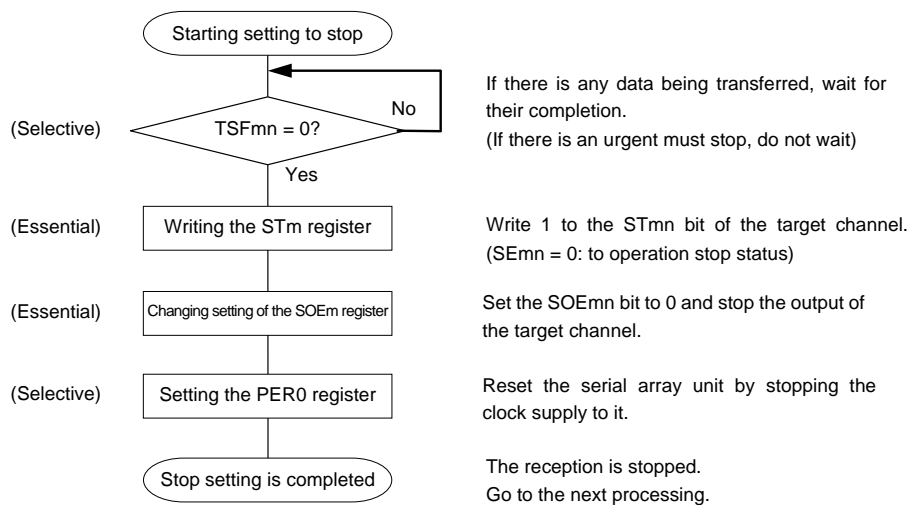 Starting setting to stop
No
If there is any data being transferred, wait for
their completion.
(If there is an urgent must stop, do not wait)
(Selective)
TSFmn = 0?
Yes
(Essential)
Writing the STm register
Write 1 to the STmn bit of the target channel.
(SEmn = 0: to operation stop status)
(Essential)
Changing setting of the SOEm register
Set the SOEmn bit to 0 and stop the output of
the target channel.
(Selective)
Setting the PER0 register
Reset the serial array unit by stopping the
clock supply to it.
Stop setting is completed
The reception is stopped.
Go to the next processing.